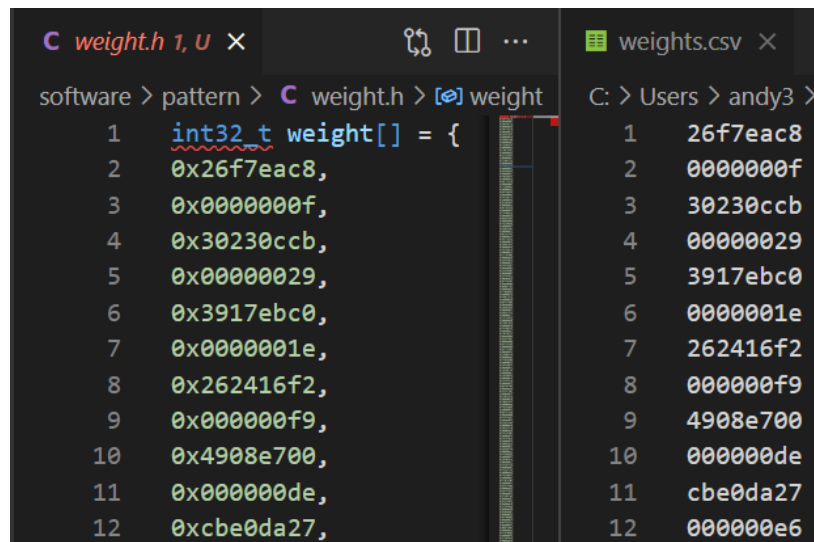 C weight.h 1, U ×
software > pattern > C weight.h > weight
1 int32_t weight[] = {
2 0x26f7eac8,
3 0x0000000f,
4 0x30230ccb,
5 0x00000029,
6 0x3917ebc0,
7 0x0000001e,
8 0x262416f2,
9 0x000000f9,
10 0x4908e700,
11 0x000000de,
12 0xcbe0da27,
weights.csv ×
C: > Users > andy3 >
1 26f7eac8
2 0000000f
3 30230ccb
4 00000029
5 3917ebc0
6 0000001e
7 262416f2
8 000000f9
9 4908e700
10 000000de
11 cbe0da27
12 000000e6